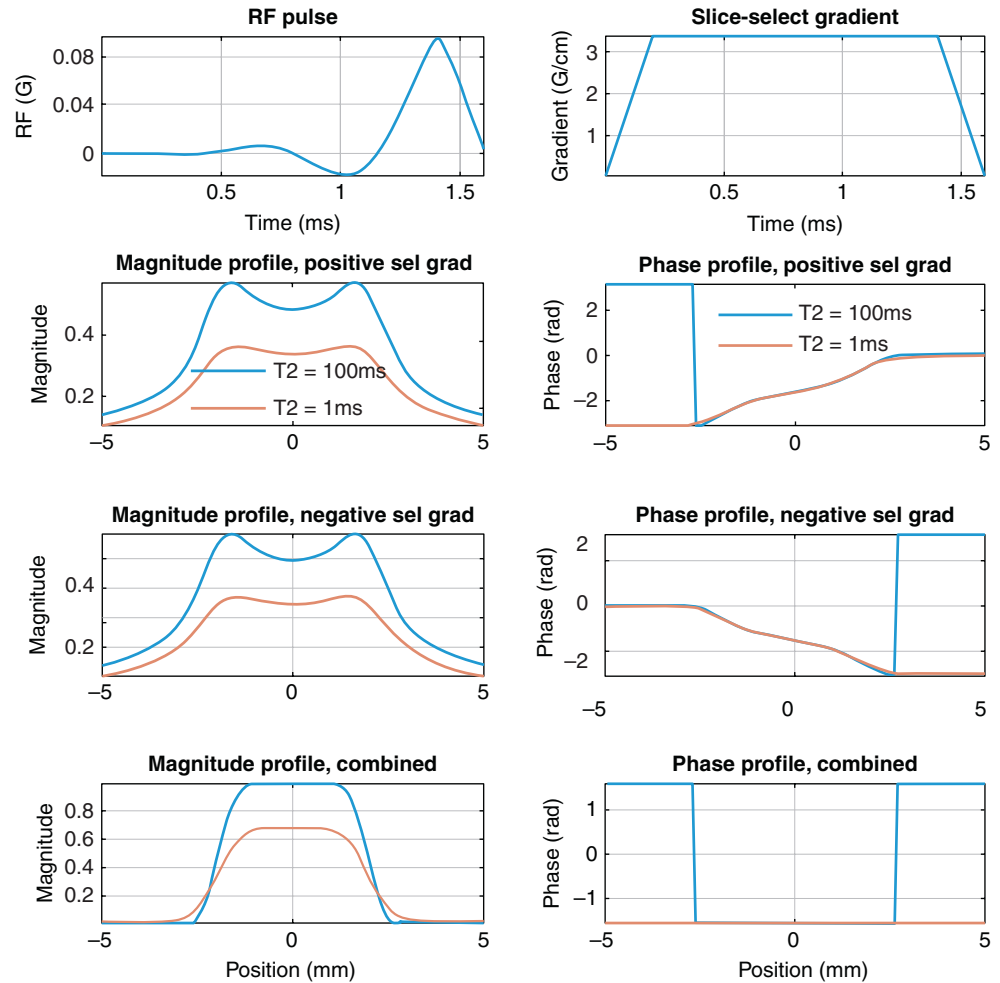 RF pulse
RF (G)
0.08
0.04
0
0.5
1
1.5
Time (ms)
Slice-select gradient
Gradient (G/cm)
3
2
1
0.5
1
1.5
Time (ms)
Magnitude profile, positive sel grad
Magnitude
0.4
0.2
T2 = 100ms
T2 = 1ms
–5
0
5
Phase profile, positive sel grad
Phase (rad)
2
0
–2
T2 = 100ms
T2 = 1ms
–5
0
5
Magnitude profile, negative sel grad
Magnitude
0.4
0.2
–5
0
5
Phase profile, negative sel grad
Phase (rad)
2
0
–2
–5
0
5
Magnitude profile, combined
Magnitude
0.8
0.6
0.4
0.2
–5
0
5
Position (mm)
Phase profile, combined
Phase (rad)
1
0
–1
–5
0
5
Position (mm)